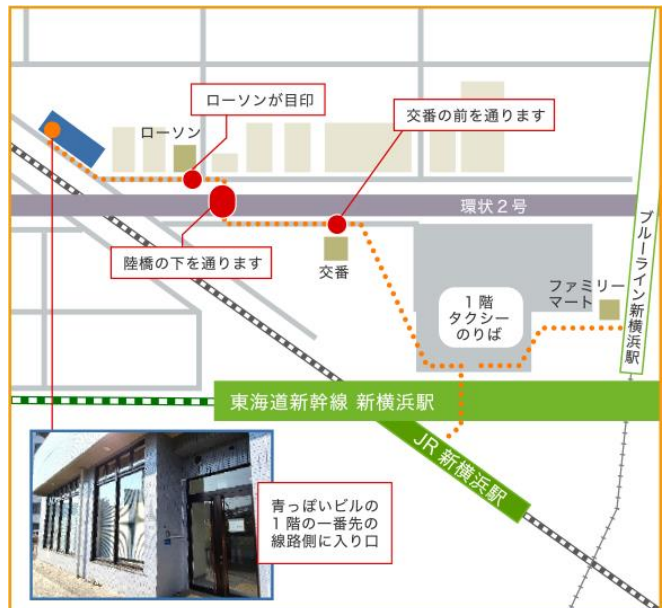 ローソンが目印
交番の前を通ります
ローソン
環状２号
陸橋の下を通ります
交番
ブルーライン新横浜駅
ファミリー
マート
１階
タクシー
のりば
東海道新幹線 新横浜駅
JR 新横浜駅
青っぽいビルの
１階の一番先の
線路側に入り口